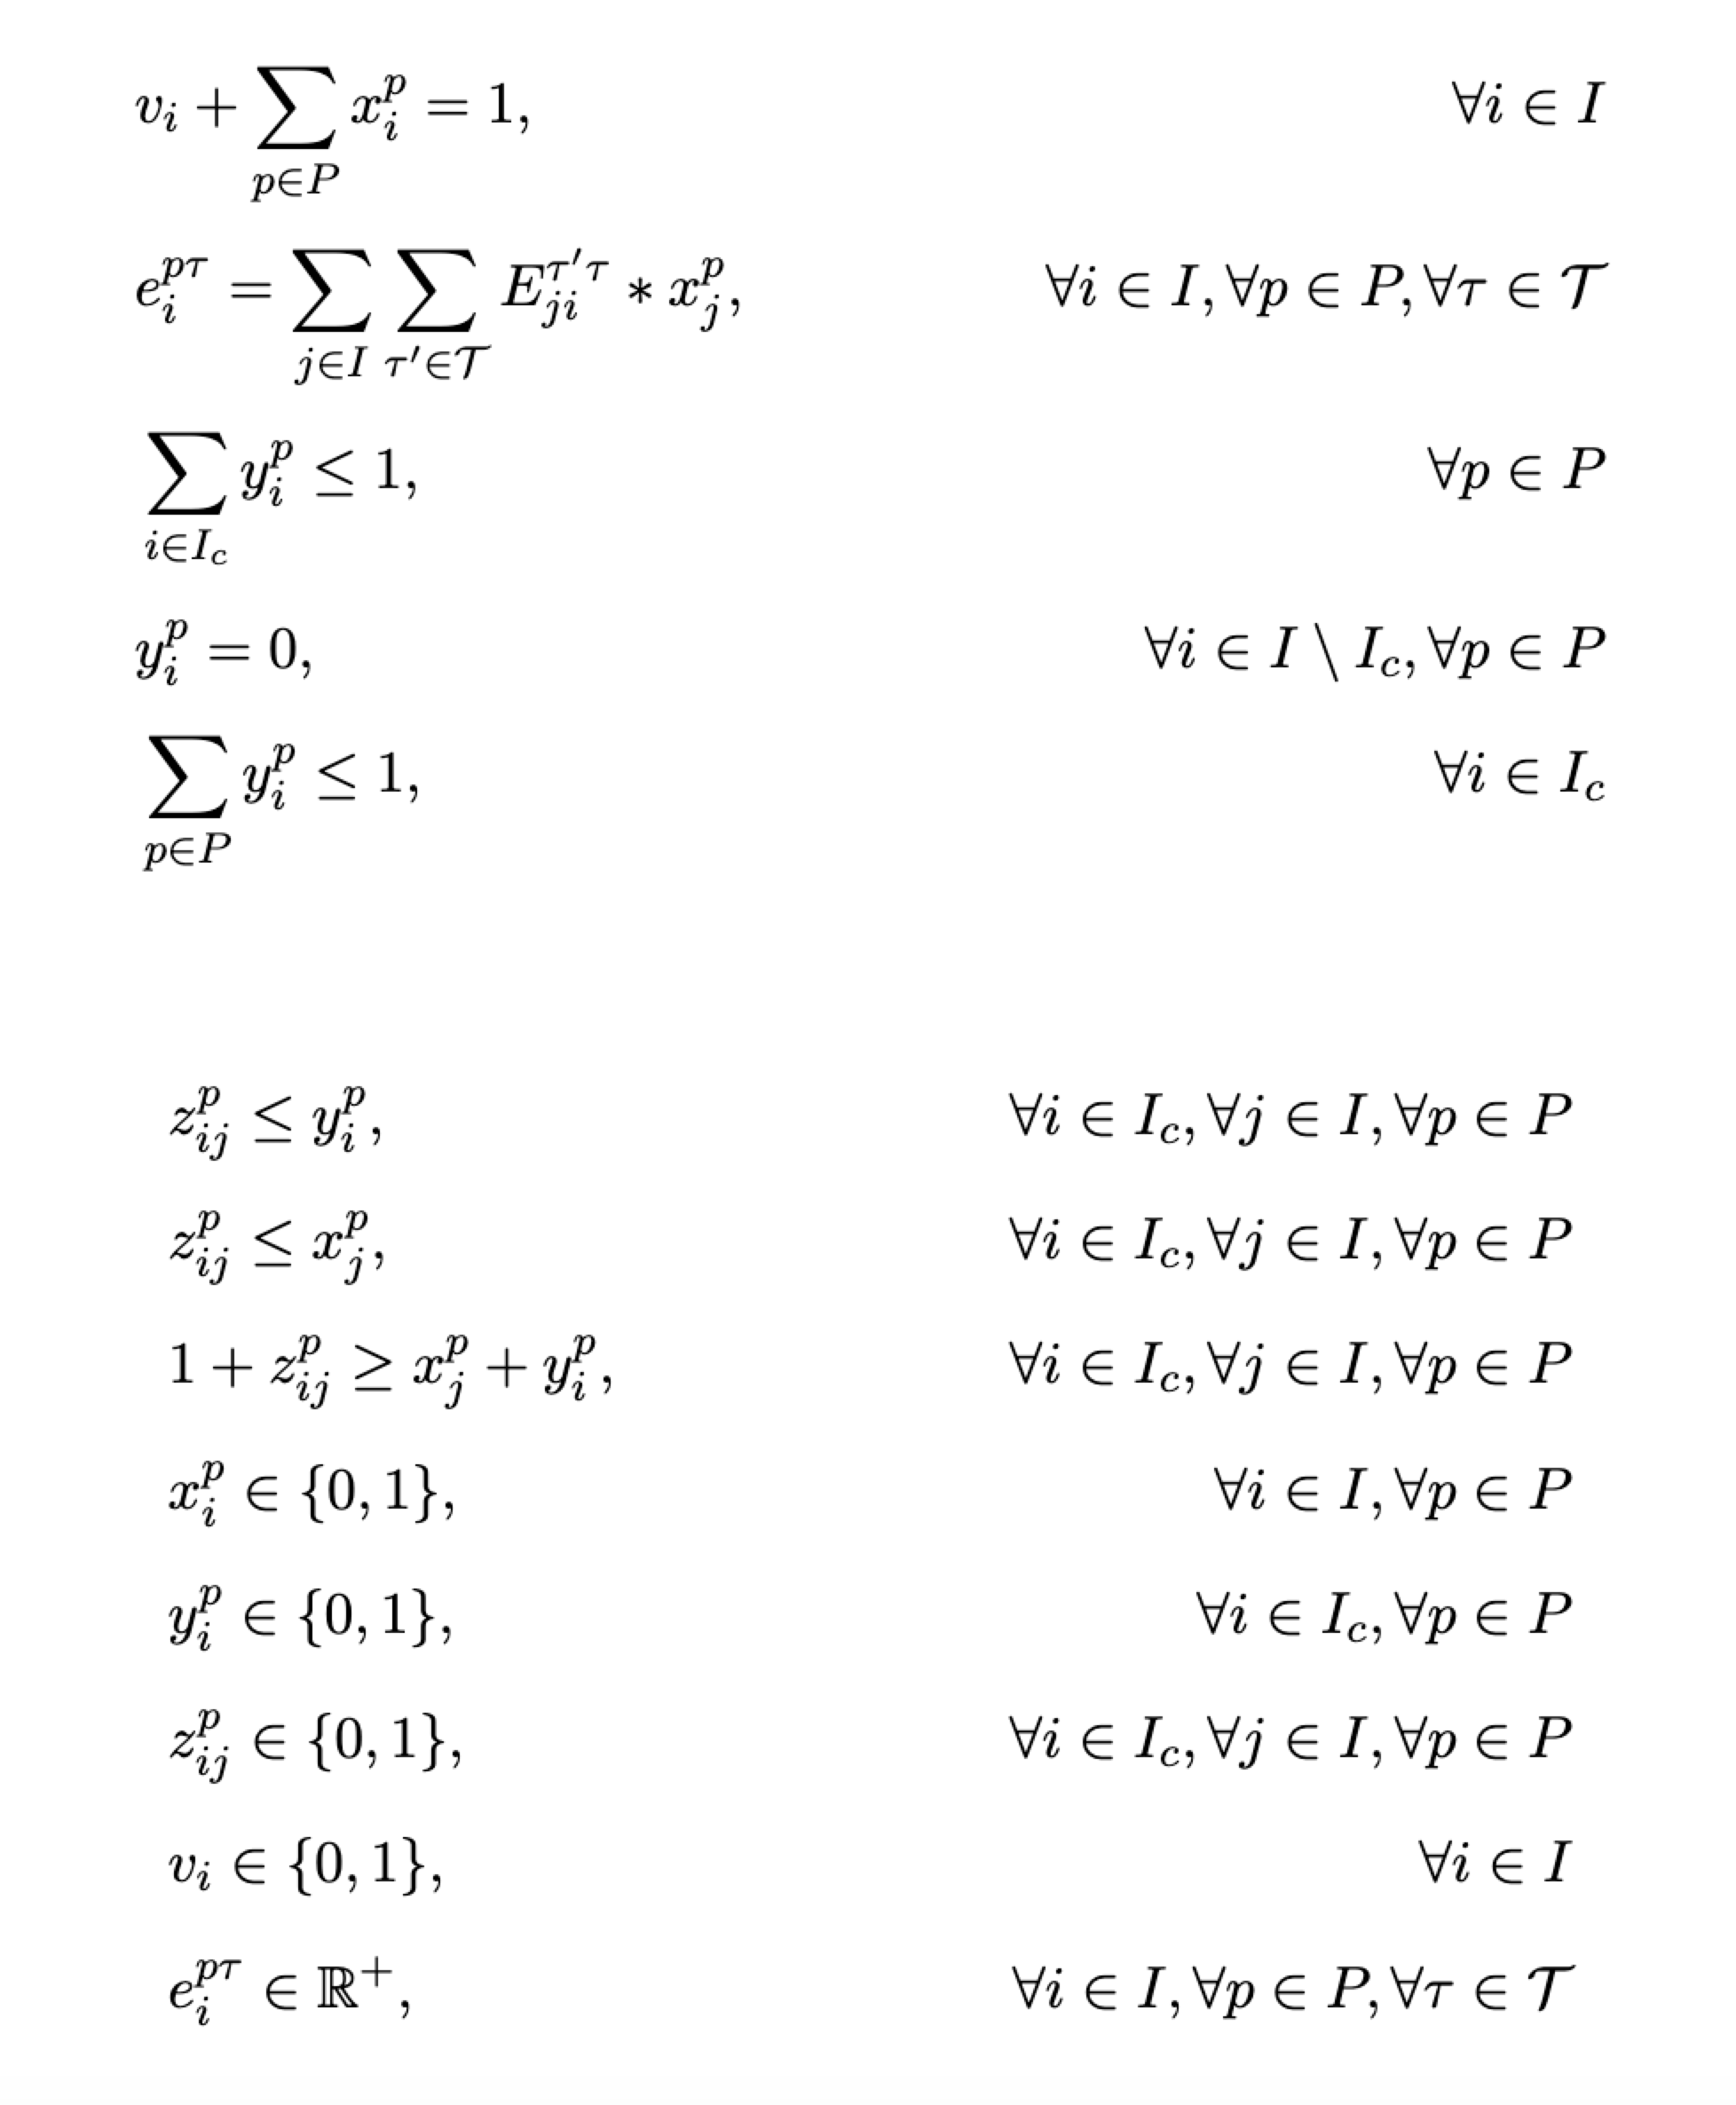 v_i + \sum_{p \in P} x_i^p = 1, \forall i \in I
e_i^{p\tau} = \sum_{j \in I} \sum_{\tau' \in \mathcal{T}} E_{ji}^{\tau'\tau} * x_j^p, \forall i \in I, \forall p \in P, \forall \tau \in \mathcal{T}
\sum_{i \in I_c} y_i^p \leq 1, \forall p \in P
y_i^p = 0, \forall i \in I \setminus I_c, \forall p \in P
\sum_{p \in P} y_i^p \leq 1, \forall i \in I_c
z_{ij}^p \leq y_i^p, \forall i \in I_c, \forall j \in I, \forall p \in P
z_{ij}^p \leq x_j^p, \forall i \in I_c, \forall j \in I, \forall p \in P
1 + z_{ij}^p \geq x_j^p + y_i^p, \forall i \in I_c, \forall j \in I, \forall p \in P
x_i^p \in \{0, 1\}, \forall i \in I, \forall p \in P
y_i^p \in \{0, 1\}, \forall i \in I_c, \forall p \in P
z_{ij}^p \in \{0, 1\}, \forall i \in I_c, \forall j \in I, \forall p \in P
v_i \in \{0, 1\}, \forall i \in I
e_i^{p\tau} \in \mathbb{R}^+, \forall i \in I, \forall p \in P, \forall \tau \in \mathcal{T}